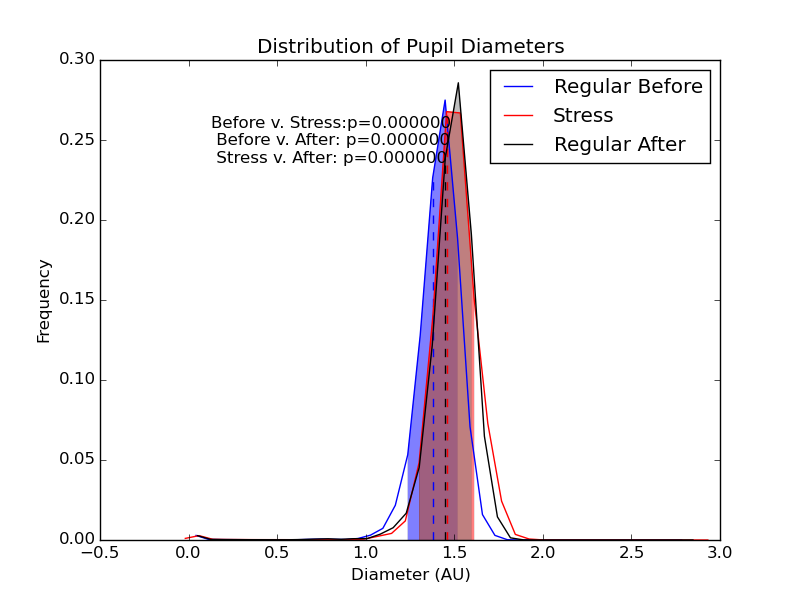 Distribution of Pupil Diameters
0.30
0.25
0.20
0.15
0.10
0.05
0.00
Frequency
Before v. Stress:p=0.000000
Before v. After: p=0.000000
Stress v. After: p=0.000000
Regular Before
Stress
Regular After
−0.5 0.0 0.5 1.0 1.5 2.0 2.5 3.0
Diameter (AU)